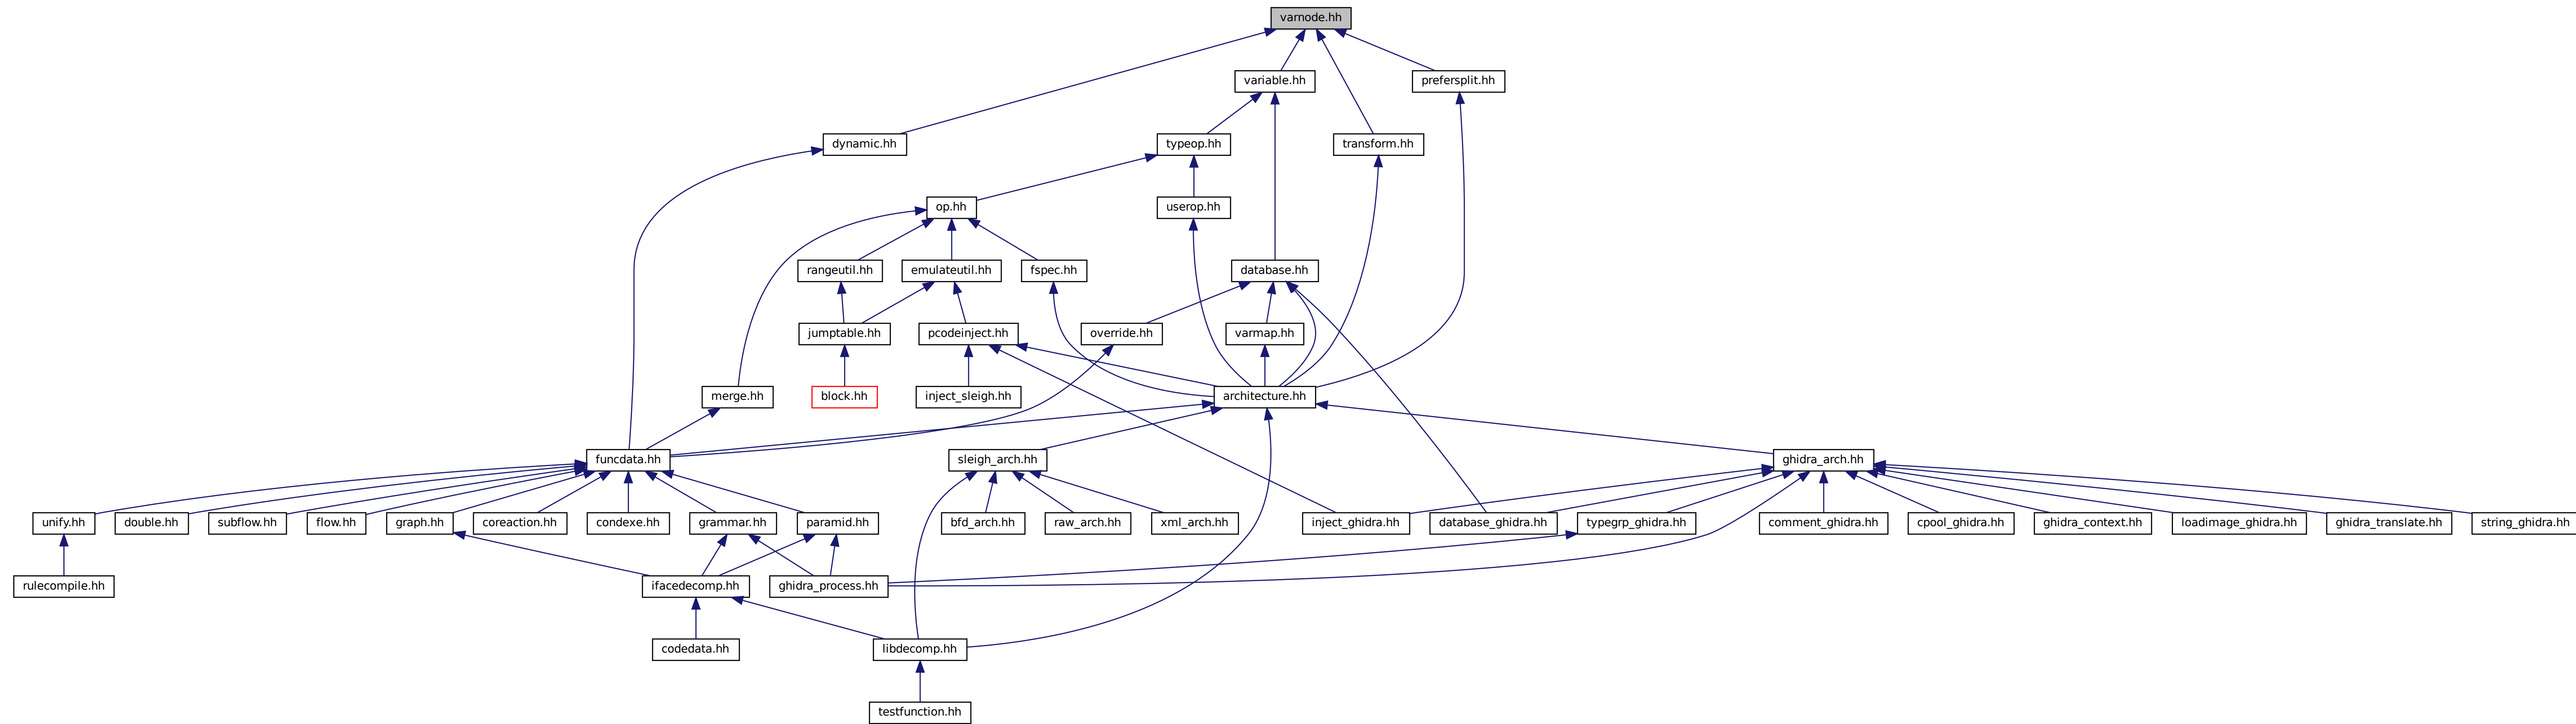 varnode.hh
variable.hh
prefersplit.hh
dynamic.hh
typeop.hh
transform.hh
op.hh
userop.hh
rangeutil.hh
emulateutil.hh
fspec.hh
database.hh
jumptable.hh
pcodeinject.hh
override.hh
varmap.hh
merge.hh
block.hh
inject_sleigh.hh
architecture.hh
funcdata.hh
sleigh_arch.hh
ghidra_arch.hh
unify.hh
double.hh
subflow.hh
flow.hh
graph.hh
coreaction.hh
condexe.hh
grammar.hh
paramid.hh
bfd_arch.hh
raw_arch.hh
xml_arch.hh
inject_ghidra.hh
database_ghidra.hh
typegrp_ghidra.hh
comment_ghidra.hh
cpool_ghidra.hh
ghidra_context.hh
loadimage_ghidra.hh
ghidra_translate.hh
string_ghidra.hh
rulecompile.hh
ifacedecomp.hh
ghidra_process.hh
codedata.hh
libdecomp.hh
testfunction.hh